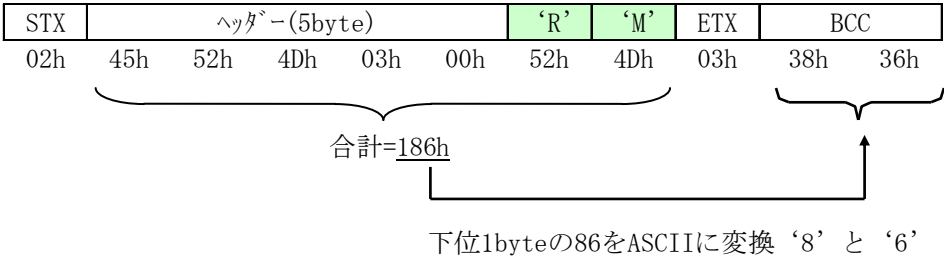 STX ヘッダー(5byte) ‘R’ ‘M’ ETX BCC
02h 45h 52h 4Dh 03h 00h 52h 4Dh 03h 38h 36h
合計=186h
下位1byteの86をASCIIに変換‘8’と‘6’